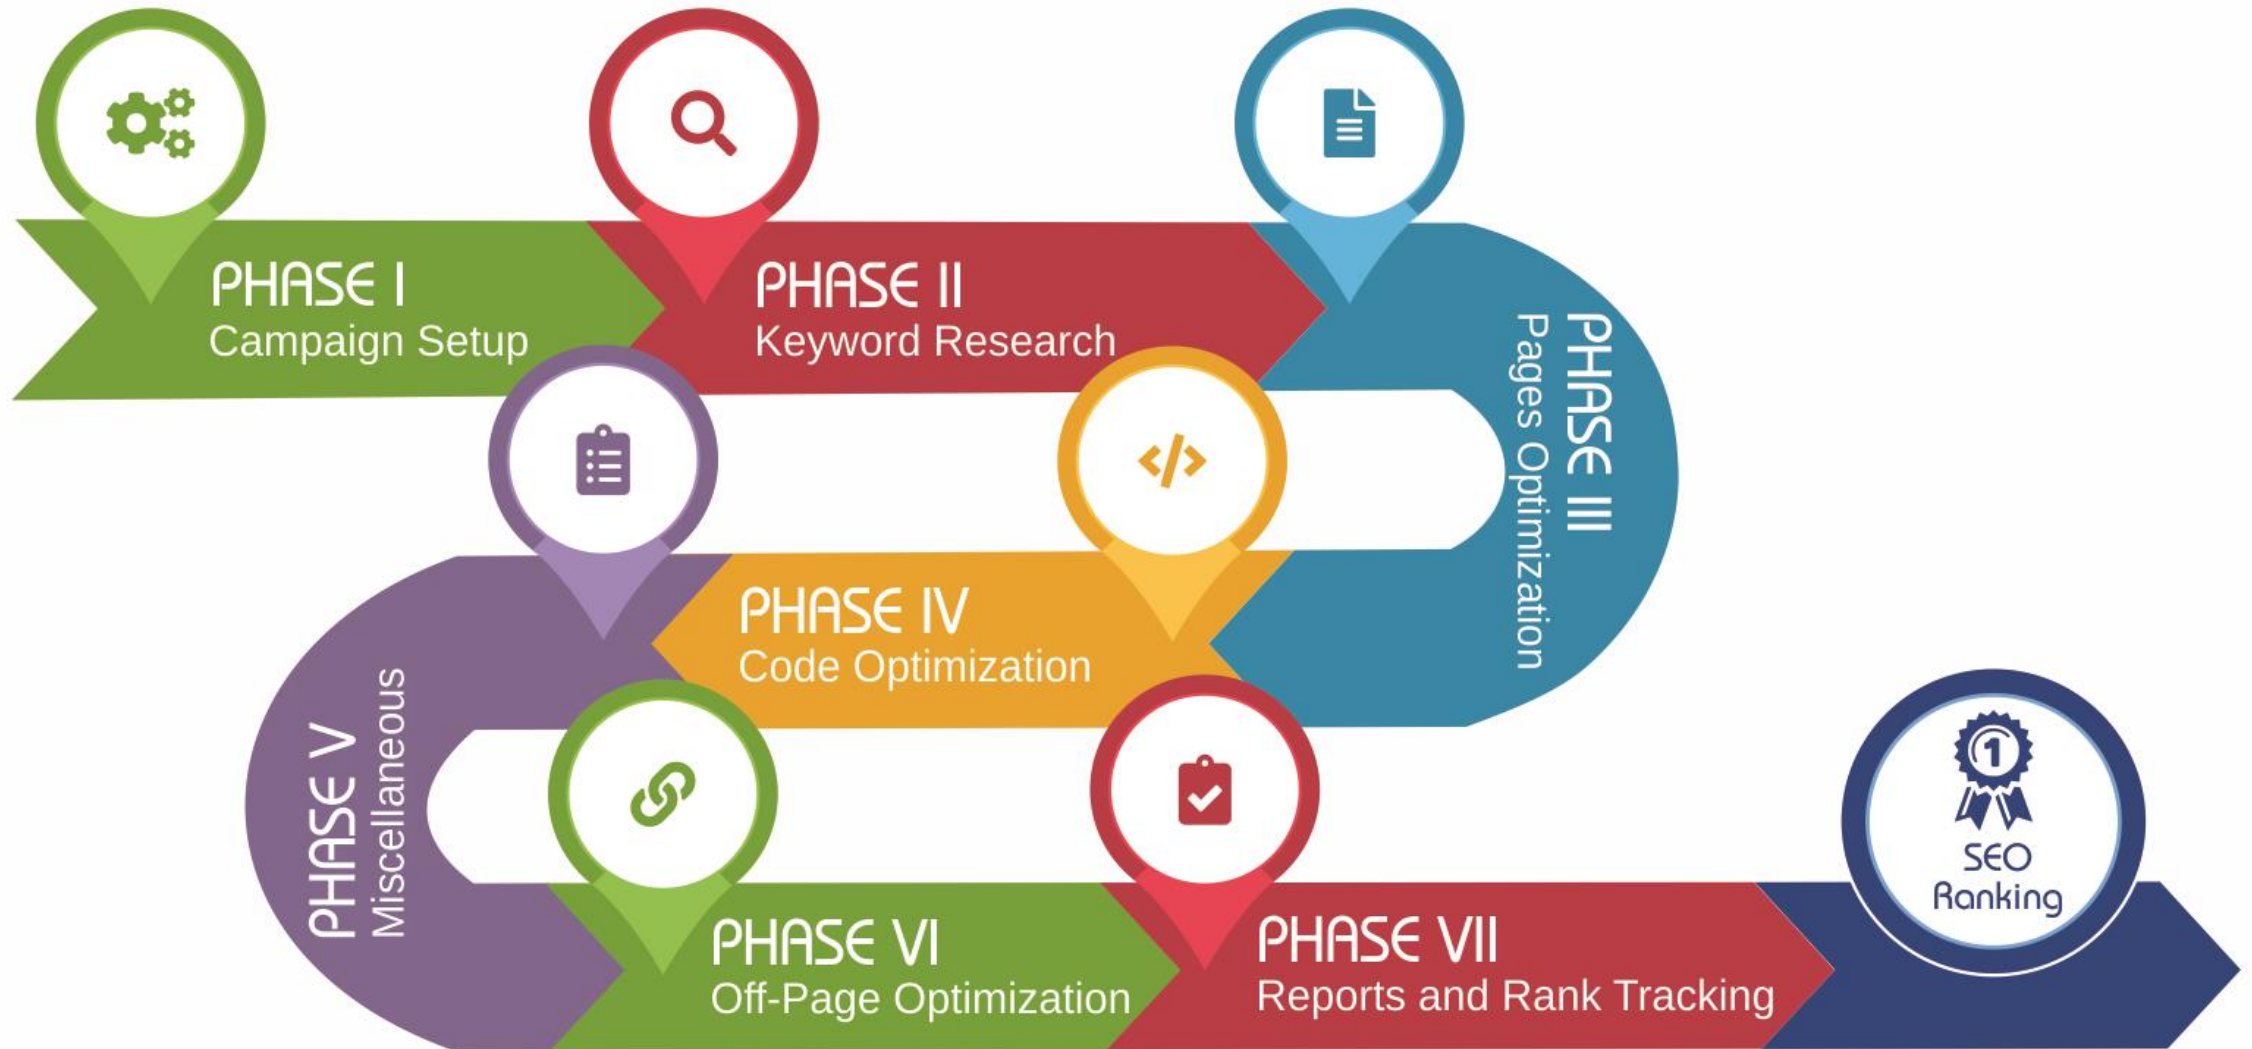 PHASE I
Campaign Setup
PHASE II
Keyword Research
PHASE III
Pages Optimization
PHASE IV
Code Optimization
PHASE V
Miscellaneous
PHASE VI
Off-Page Optimization
PHASE VII
Reports and Rank Tracking
1
SEO
Ranking